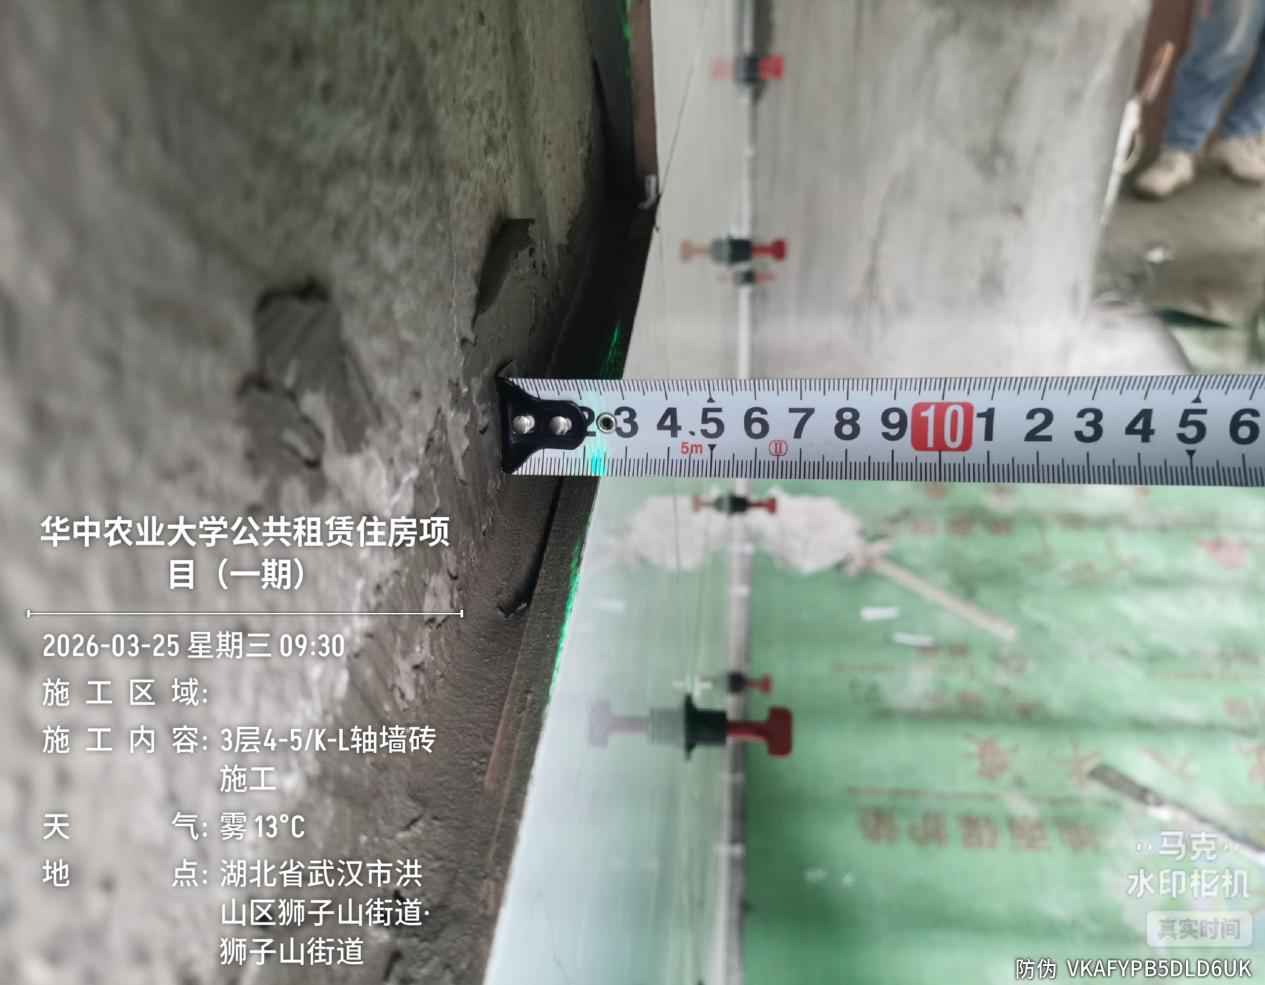 2 3 4 5 6 7 8 9 10 1 2 3 4 5 6
5m Ⅱ
华中农业大学公共租赁住房项
目（一期）
2026-03-25 星期三 09:30
施工区域:
施工内容: 3层4-5/K-L轴墙砖
施工
天气: 雾 13°C
地点: 湖北省武汉市洪
山区狮子山街道·
狮子山街道
马克
水印相机
真实时间
防伪 VKAFYPB5DLD6UK